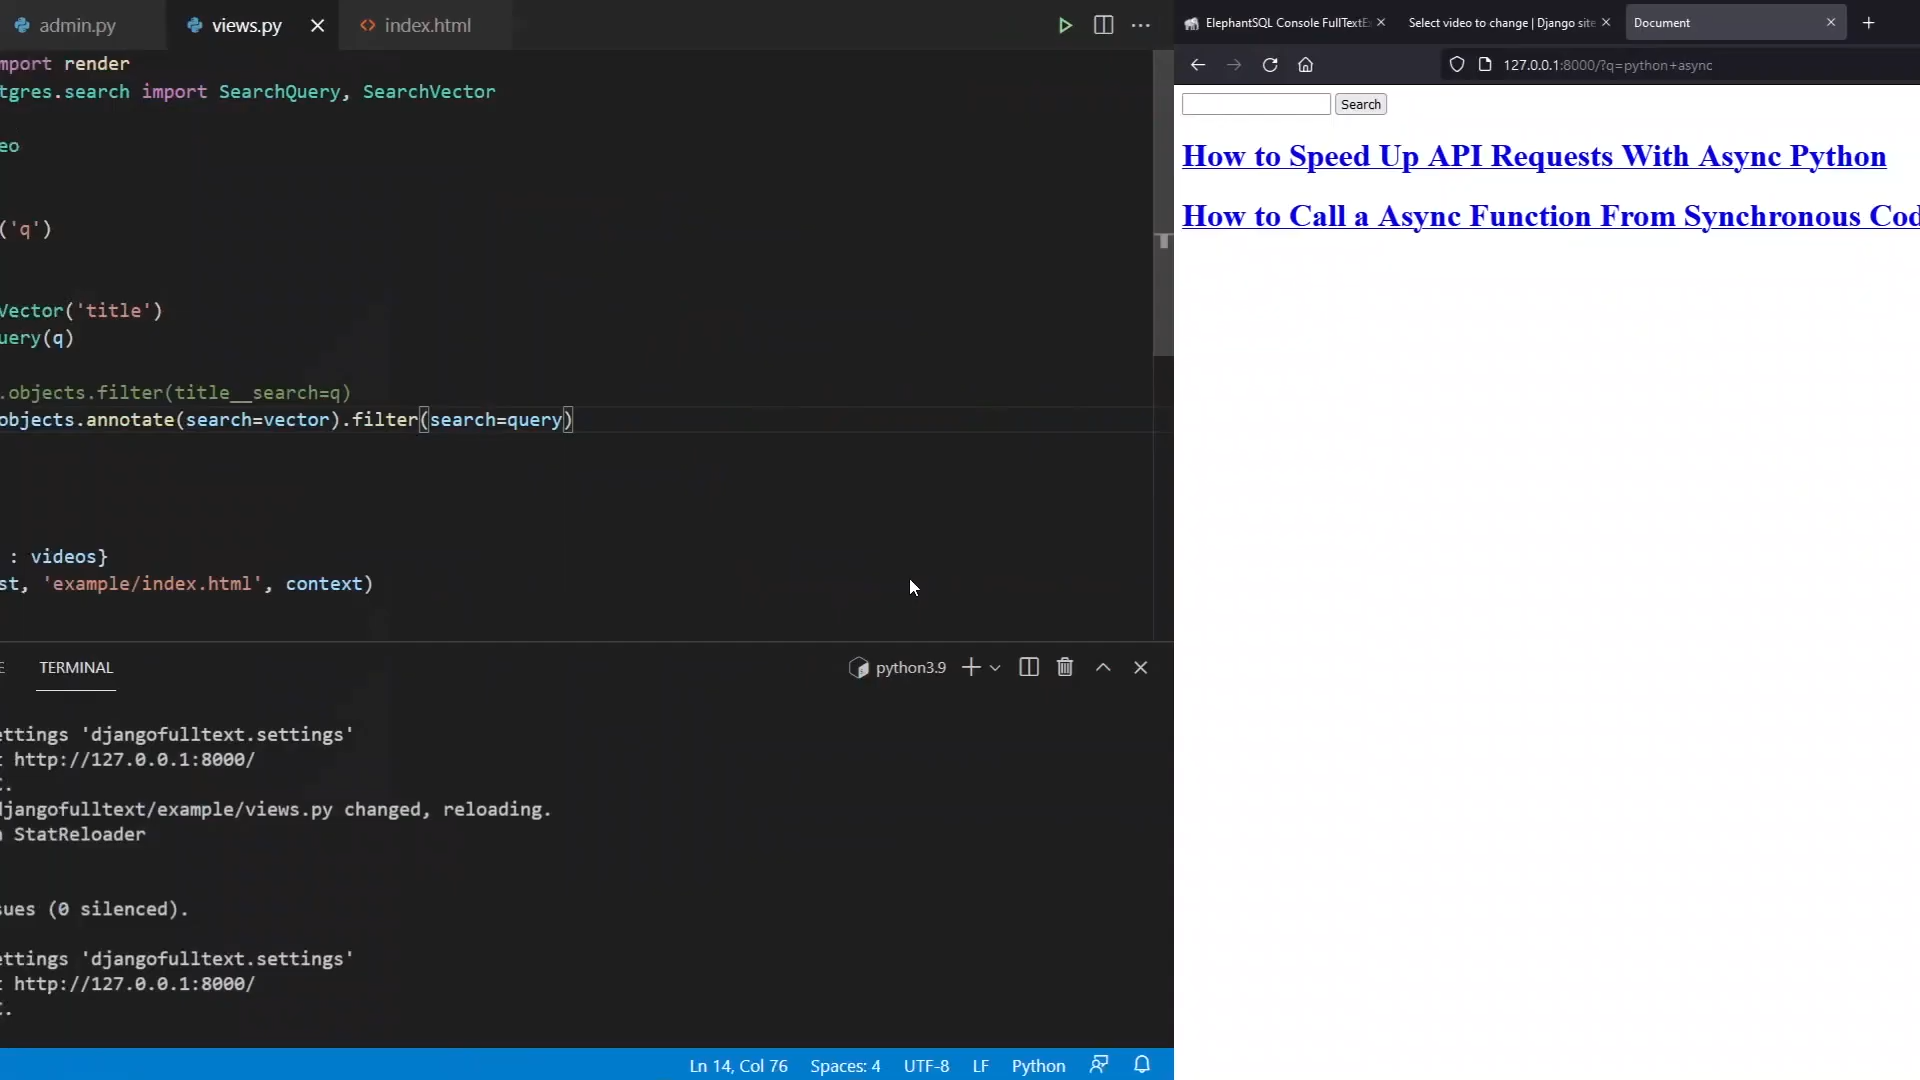 admin.py
views.py
index.html
mport render
tgres.search import SearchQuery, SearchVector
eo
('q')
Vector('title')
uery(q)
.objects.filter(title__search=q)
objects.annotate(search=vector).filter(search=query)
: videos}
st, 'example/index.html', context)
TERMINAL
python3.9
ettings 'djangofulltext.settings'
t http://127.0.0.1:8000/
C.
djangofulltext/example/views.py changed, reloading.
h StatReloader
sues (0 silenced).
ettings 'djangofulltext.settings'
t http://127.0.0.1:8000/
C.
Ln 14, Col 76
Spaces: 4
UTF-8
LF
Python
ElephantSQL Console FullTextE
Select video to change | Django site
Document
127.0.0.1:8000/?q=python+async
Search
How to Speed Up API Requests With Async Python
How to Call a Async Function From Synchronous Cod